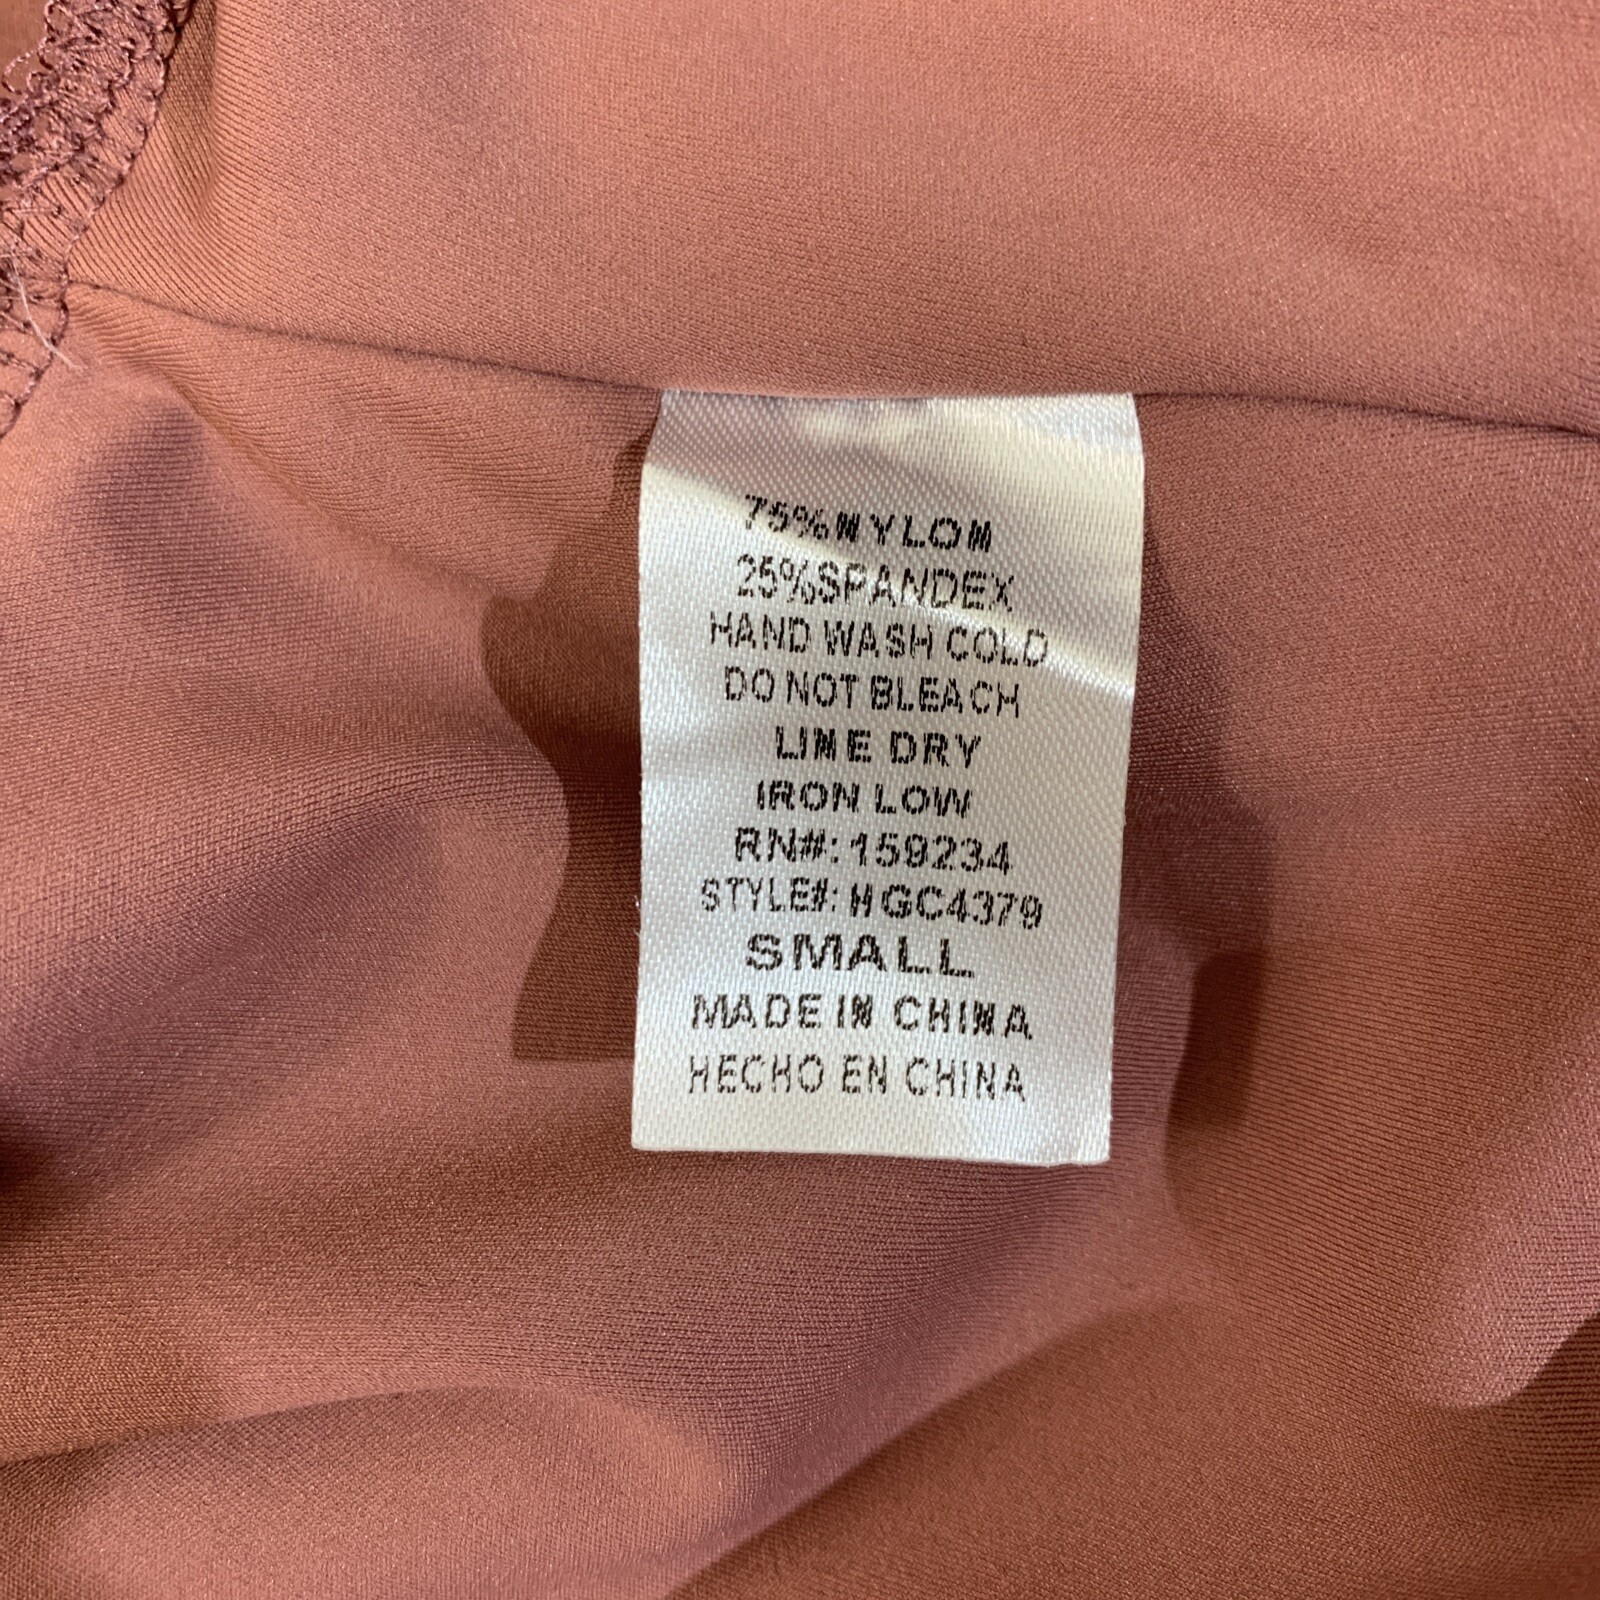 75%NYLON
25%SPANDEX
HAND WASH COLD
DO NOT BLEACH
LINE DRY
IRON LOW
RN#: 159234
STYLE#: HGC4379
SMALL
MADE IN CHINA
HECHO EN CHINA